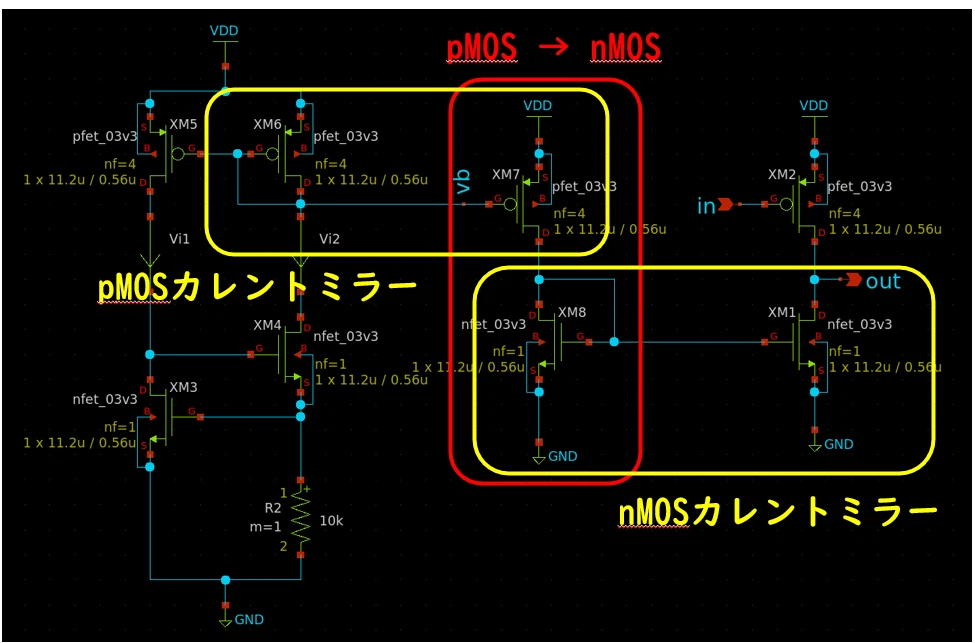 pMOS → nMOS
VDD
VDD
VDD
S
XM5
G
B
D
pfet_03v3
nf=4
1 x 11.2u / 0.56u
XM6
G
S
B
D
pfet_03v3
nf=4
1 x 11.2u / 0.56u
vb
XM7
G
S
B
D
pfet_03v3
nf=4
1 x 11.2u / 0.56u
in
XM2
G
S
B
D
pfet_03v3
nf=4
1 x 11.2u / 0.56u
Vi1
Vi2
pMOSカレントミラー
out
XM4
G
D
B
S
nfet_03v3
nf=1
1 x 11.2u / 0.56u
nfet_03v3
nf=1
1 x 11.2u / 0.56u
D
B
S
XM8
G
XM1
G
D
B
S
nfet_03v3
nf=1
1 x 11.2u / 0.56u
D
XM3
nfet_03v3
B
G
nf=1
1 x 11.2u / 0.56u
S
GND
GND
1
+
R2
m=1
10k
2
nMOSカレントミラー
GND